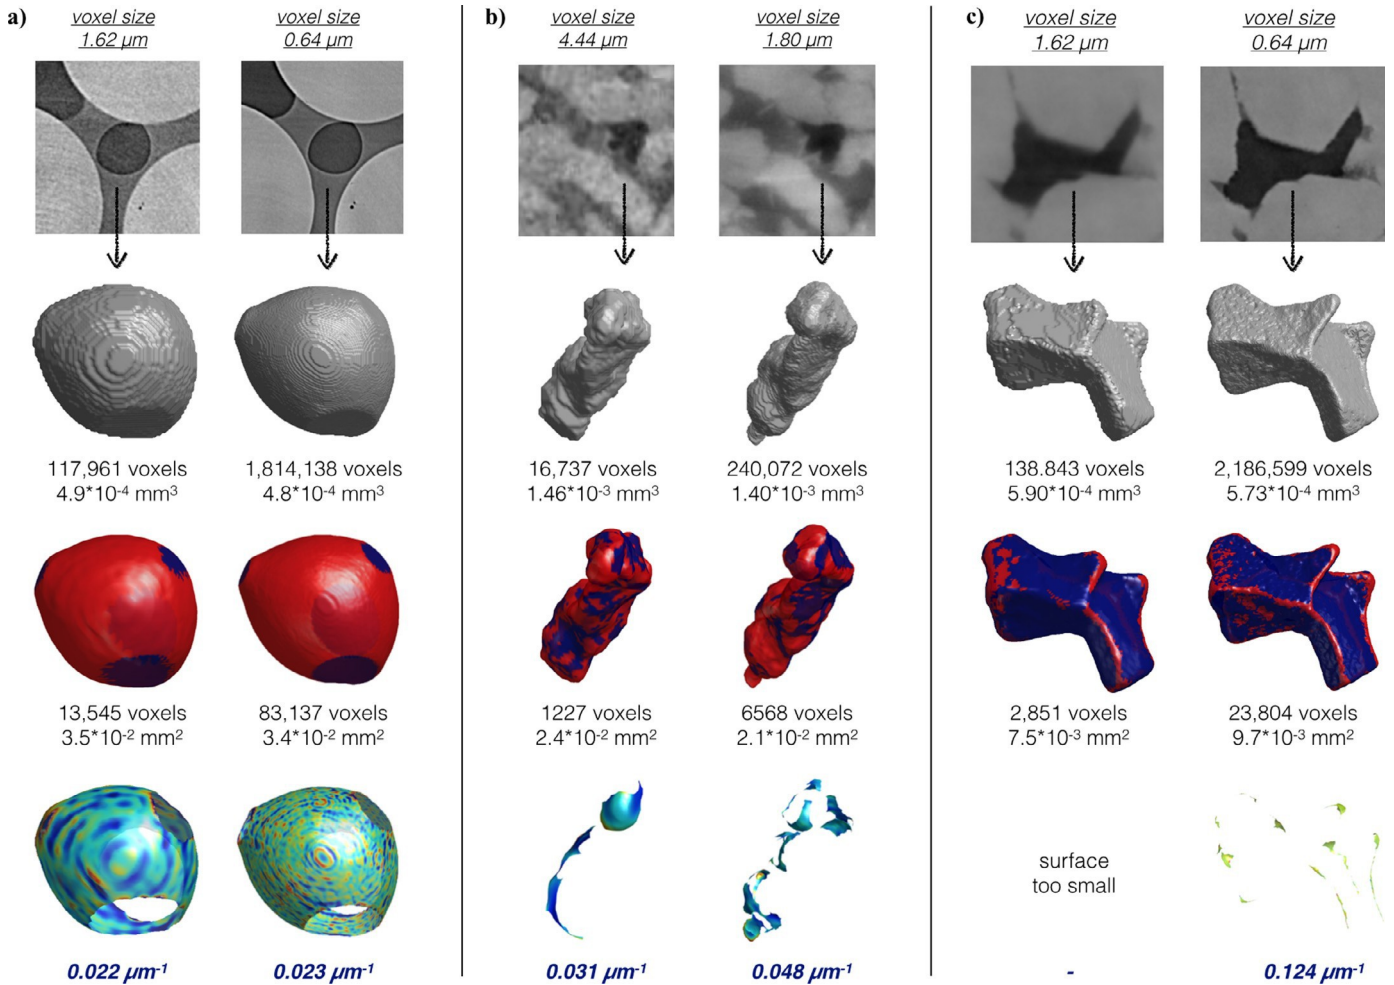 a)
voxel size
1.62 µm
voxel size
0.64 µm
b)
voxel size
4.44 µm
voxel size
1.80 µm
c)
voxel size
1.62 µm
voxel size
0.64 µm
117,961 voxels
4.9*10-4 mm3
1,814,138 voxels
4.8*10-4 mm3
16,737 voxels
1.46*10-3 mm3
240,072 voxels
1.40*10-3 mm3
138.843 voxels
5.90*10-4 mm3
2,186,599 voxels
5.73*10-4 mm3
13,545 voxels
3.5*10-2 mm2
83,137 voxels
3.4*10-2 mm2
1227 voxels
2.4*10-2 mm2
6568 voxels
2.1*10-2 mm2
2,851 voxels
7.5*10-3 mm2
23,804 voxels
9.7*10-3 mm2
surface
too small
0.022 µm-1
0.023 µm-1
0.031 µm-1
0.048 µm-1
-
0.124 µm-1